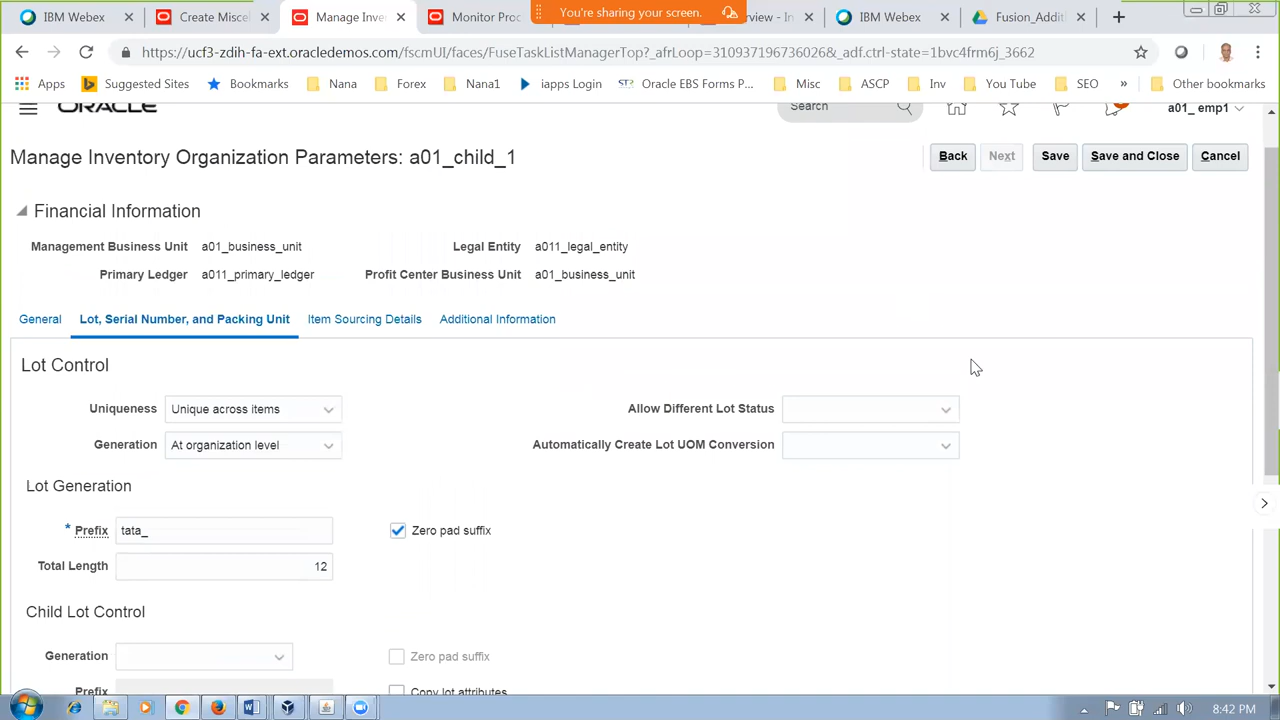 IBM Webex
Create Miscel
Manage Inver
Monitor Proc
You're sharing your screen.
rview - In
IBM Webex
Fusion_Additi
https://ucf3-zdih-fa-ext.oracledemos.com/fscmUI/faces/FuseTaskListManagerTop?_afrLoop=310937196736026&_adf.ctrl-state=1bvc4frm6j_3662
Apps
Suggested Sites
Bookmarks
Nana
Forex
Nana1
iapps Login
Oracle EBS Forms P...
Misc
ASCP
Inv
You Tube
SEO
»
Other bookmarks
ORACLE
Search
a01_ emp1
Manage Inventory Organization Parameters: a01_child_1
Back
Next
Save
Save and Close
Cancel
Financial Information
Management Business Unit a01_business_unit
Legal Entity a011_legal_entity
Primary Ledger a011_primary_ledger
Profit Center Business Unit a01_business_unit
General
Lot, Serial Number, and Packing Unit
Item Sourcing Details
Additional Information
Lot Control
Uniqueness Unique across items
Allow Different Lot Status
Generation At organization level
Automatically Create Lot UOM Conversion
Lot Generation
* Prefix tata_
Zero pad suffix
Total Length 12
Child Lot Control
Generation
Zero pad suffix
Prefix
Copy lot attributes
8:42 PM